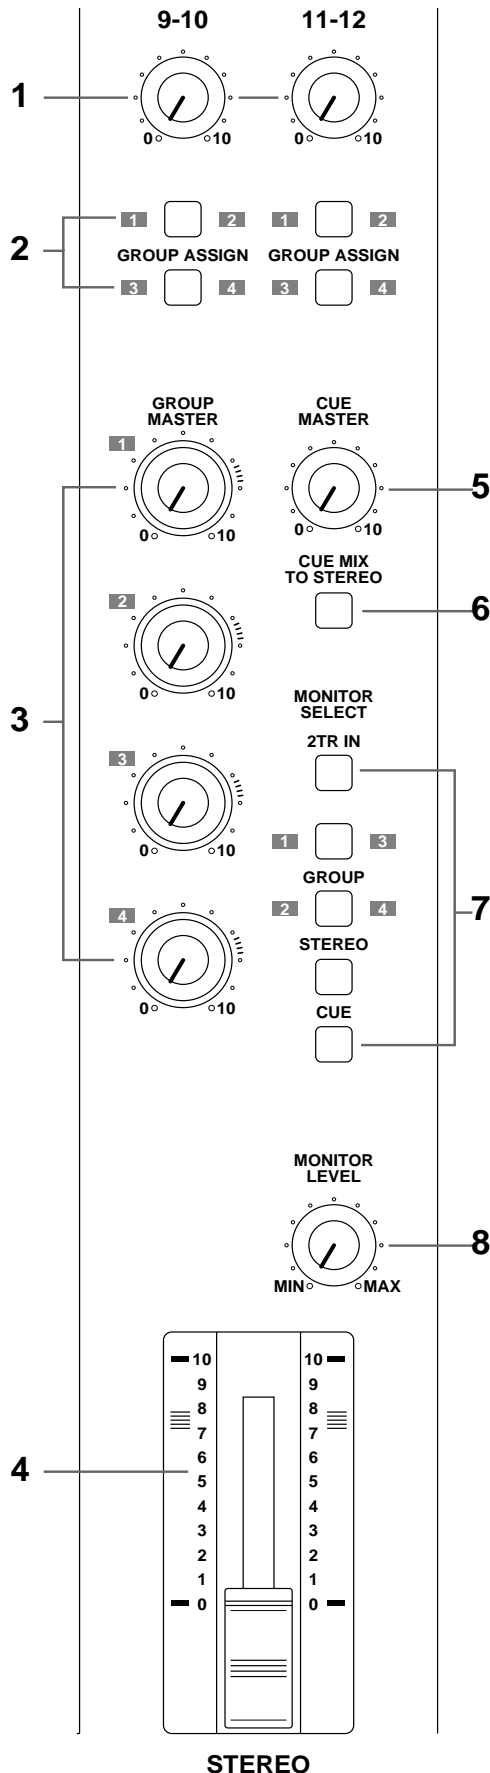 9-10 11-12
1
0 10 0 10
1 2 1 2
2
GROUP ASSIGN GROUP ASSIGN
3 4 3 4
GROUP MASTER
CUE MASTER
1
5
0 10 0 10
CUE MIX
TO STEREO
2
6
0 10
MONITOR
SELECT
3
2TR IN
3
0 10
1 3
GROUP
4
2 4
7
STEREO
0 10
CUE
MONITOR
LEVEL
8
MIN MAX
10 10
9 9
8 8
7 7
6 6
4
5 5
4 4
3 3
2 2
1 1
0 0
STEREO